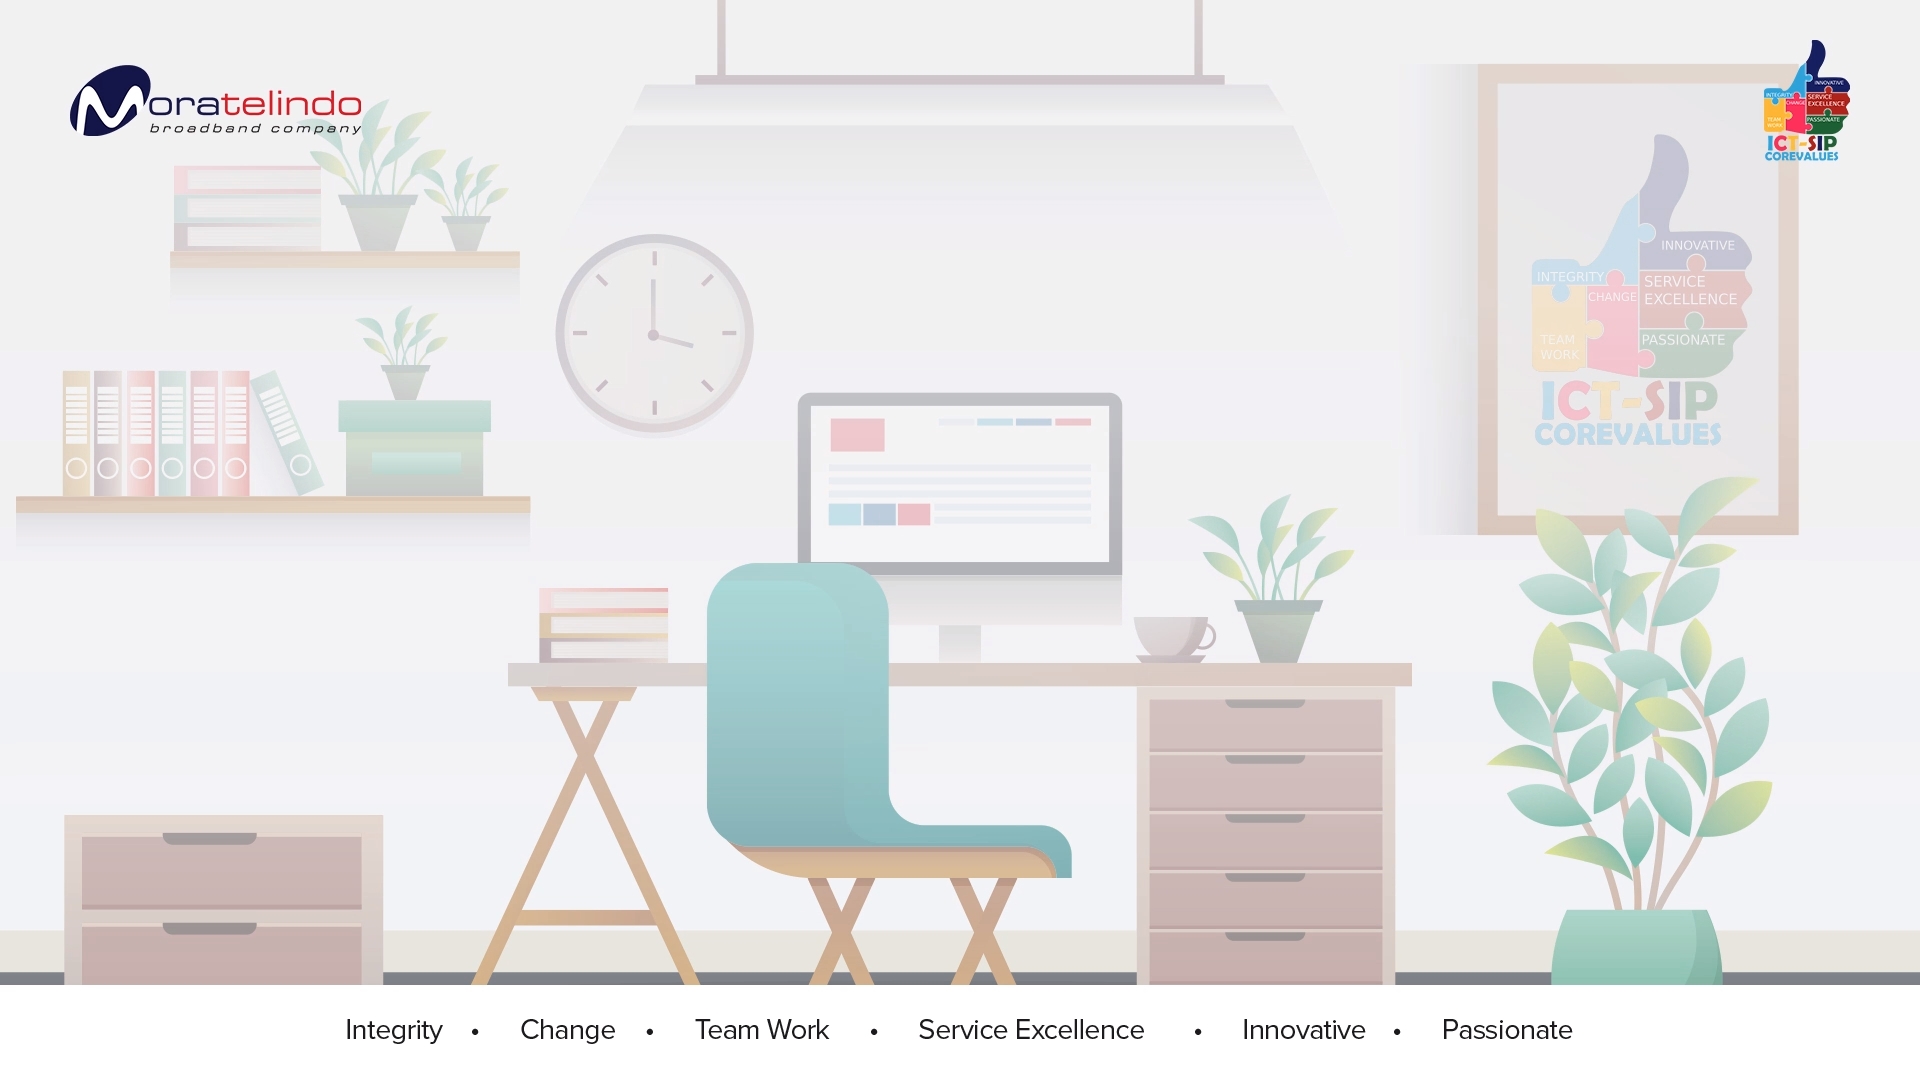 Moratelindo
broadband company
INNOVATIVE
INTEGRITY
SERVICE
EXCELLENCE
CHANGE
TEAM
WORK
PASSIONATE
ICT-SIP
COREVALUES
INNOVATIVE
INTEGRITY
SERVICE
EXCELLENCE
CHANGE
TEAM
WORK
PASSIONATE
ICT-SIP
COREVALUES
Integrity • Change • Team Work • Service Excellence • Innovative • Passionate